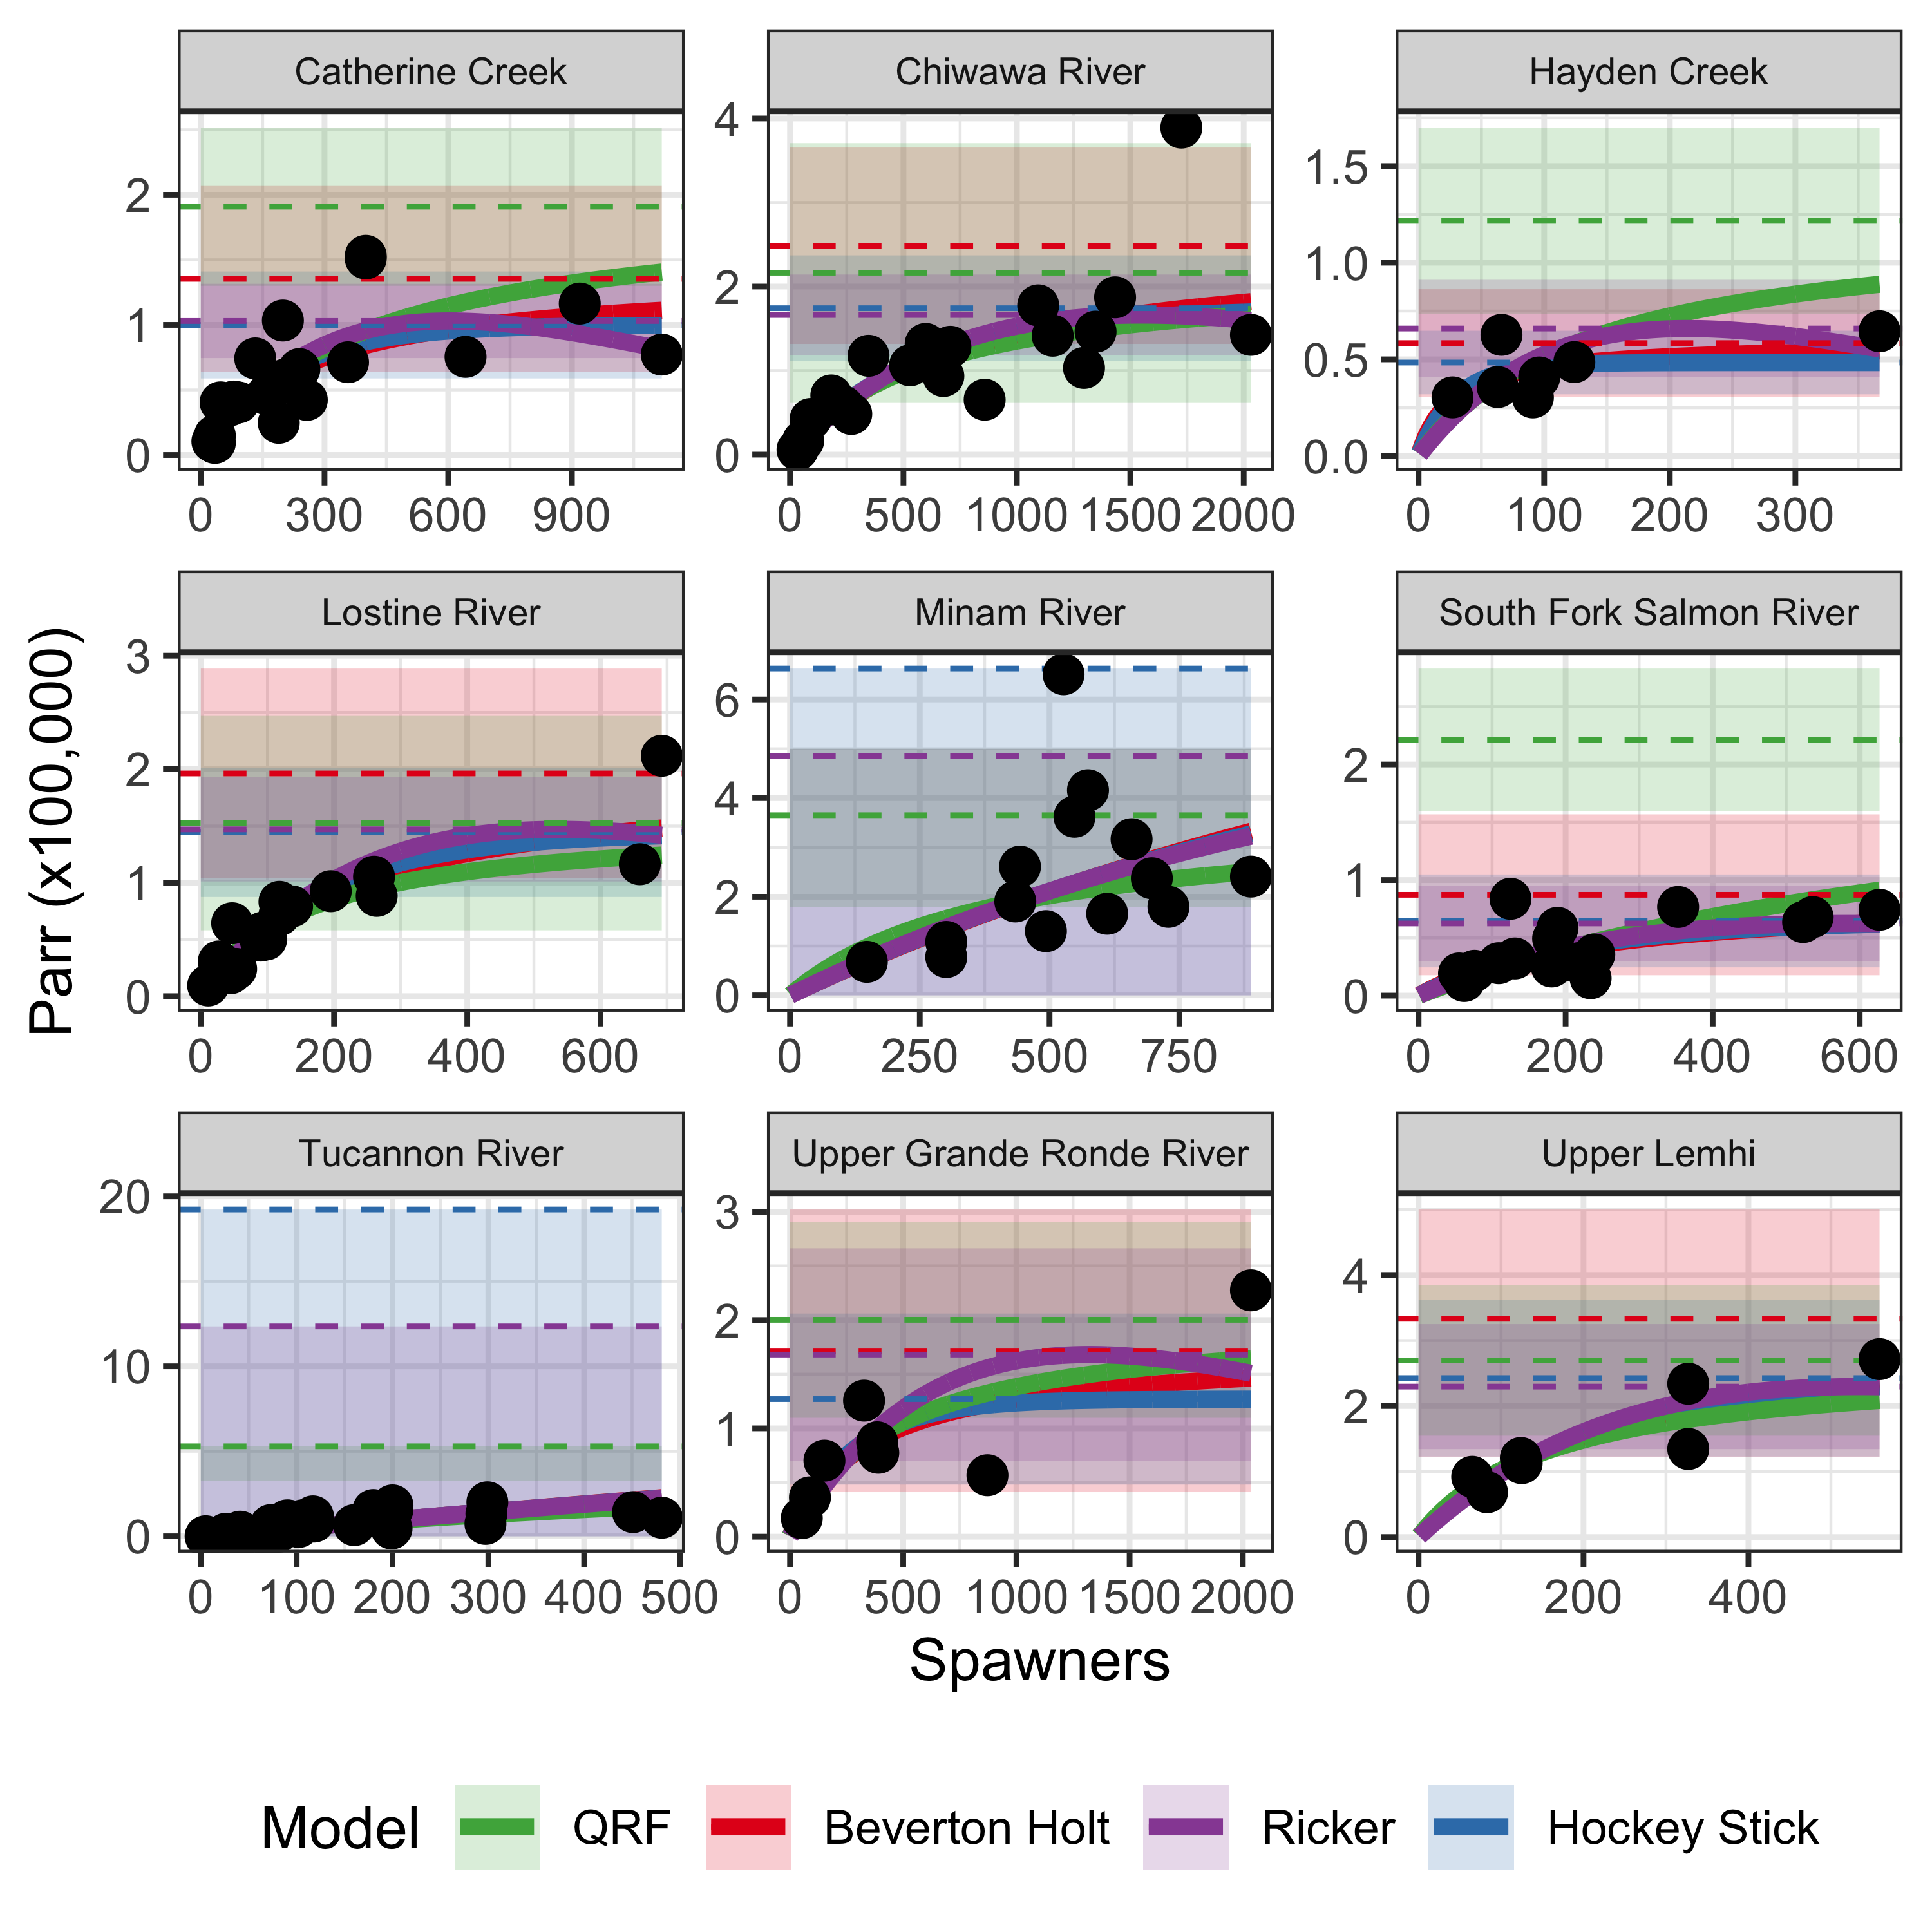 Catherine Creek Chiwawa River Hayden Creek
4
2 1.5
2 1.0
1 0.5
0 0 0.0
0 300 600 900 0 500 1000 1500 2000 0 100 200 300
Lostine River Minam River South Fork Salmon River
3
6
2 2
4
1 2 1
0 0 0
0 200 400 600 0 250 500 750 0 200 400 600
Parr (x100,000)
Tucannon River Upper Grande Ronde River Upper Lemhi
20 3
4
2
10 2
1
0 0 0
0 100 200 300 400 500 0 500 1000 1500 2000 0 200 400
Spawners
Model QRF Beverton Holt Ricker Hockey Stick